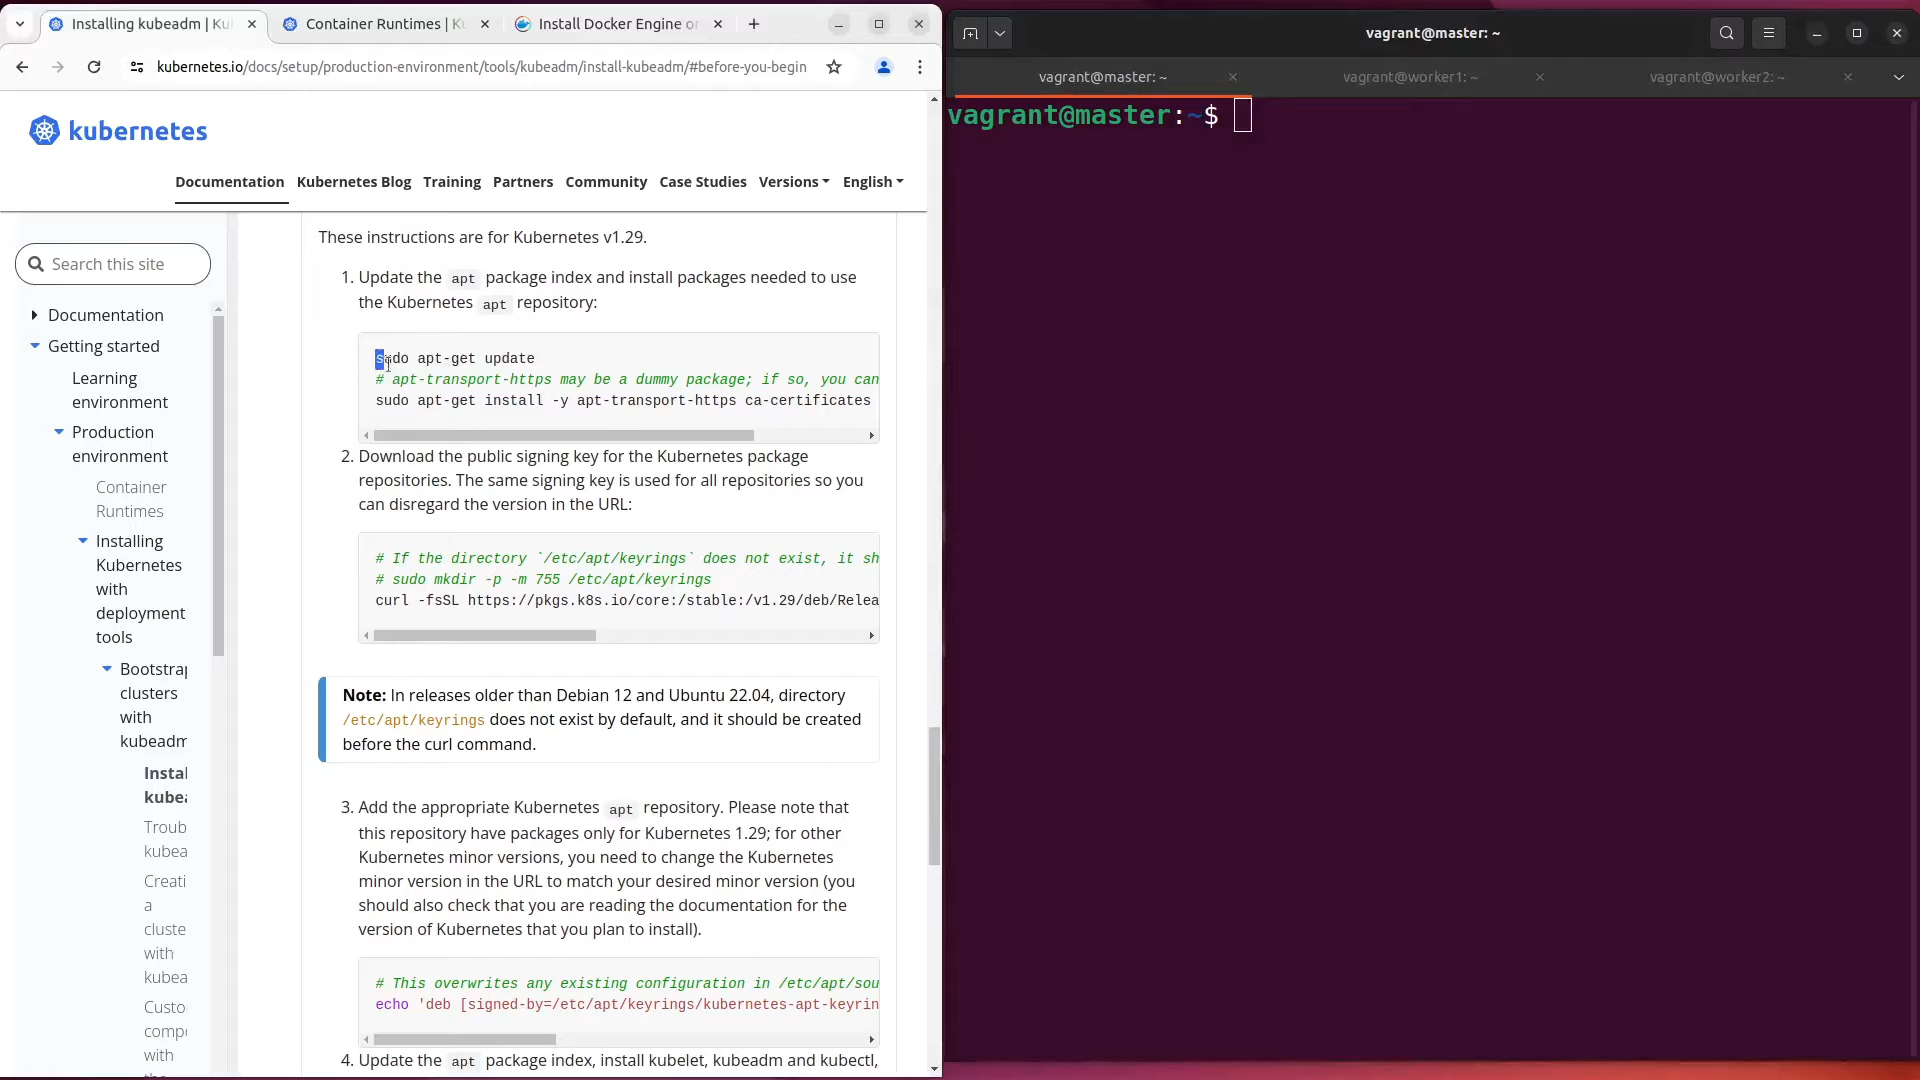 Installing kubeadm | Ku
Container Runtimes | Ku
Install Docker Engine or
kubernetes.io/docs/setup/production-environment/tools/kubeadm/install-kubeadm/#before-you-begin
kubernetes
Documentation Kubernetes Blog Training Partners Community Case Studies Versions English
Search this site
Documentation
Getting started
Learning
environment
Production
environment
Container
Runtimes
Installing
Kubernetes
with
deployment
tools
Bootstrap
clusters
with
kubeadm
Instal
kubea
Troub
kubea
Creati
a
cluste
with
kubea
Custo
comp
with
These instructions are for Kubernetes v1.29.
1. Update the apt package index and install packages needed to use
the Kubernetes apt repository:
sudo apt-get update
# apt-transport-https may be a dummy package; if so, you can
sudo apt-get install -y apt-transport-https ca-certificates
2. Download the public signing key for the Kubernetes package
repositories. The same signing key is used for all repositories so you
can disregard the version in the URL:
# If the directory `/etc/apt/keyrings` does not exist, it sh
# sudo mkdir -p -m 755 /etc/apt/keyrings
curl -fsSL https://pkgs.k8s.io/core:/stable:/v1.29/deb/Relea
Note: In releases older than Debian 12 and Ubuntu 22.04, directory
/etc/apt/keyrings does not exist by default, and it should be created
before the curl command.
3. Add the appropriate Kubernetes apt repository. Please note that
this repository have packages only for Kubernetes 1.29; for other
Kubernetes minor versions, you need to change the Kubernetes
minor version in the URL to match your desired minor version (you
should also check that you are reading the documentation for the
version of Kubernetes that you plan to install).
# This overwrites any existing configuration in /etc/apt/sou
echo 'deb [signed-by=/etc/apt/keyrings/kubernetes-apt-keyrin
4. Update the apt package index, install kubelet, kubeadm and kubectl,
vagrant@master: ~
vagrant@master: ~
vagrant@worker1: ~
vagrant@worker2: ~
vagrant@master:~$